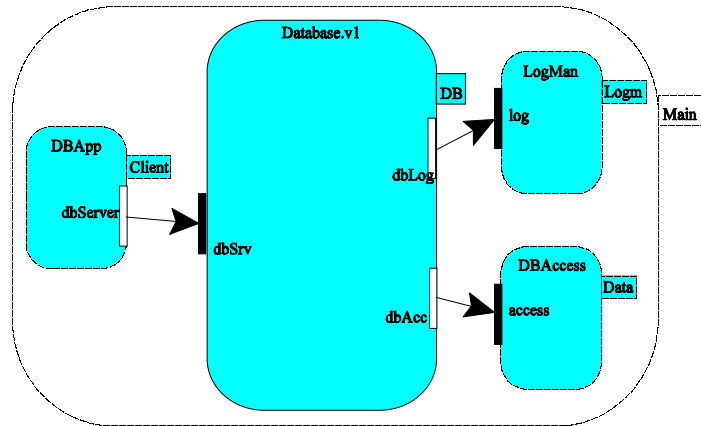 Database.v1
LogMan
DB
Logm
log
Main
DBApp
Client
dbLog
dbServer
dbSrv
DBAccess
Data
access
dbAcc